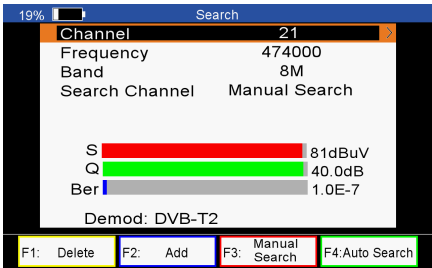 19% Search
Channel 21
Frequency 474000
Band 8M
Search Channel Manual Search
S 81dBuV
Q 40.0dB
Ber 1.0E-7
Demod: DVB-T2
F1: Delete F2: Add F3: Manual Search F4:Auto Search